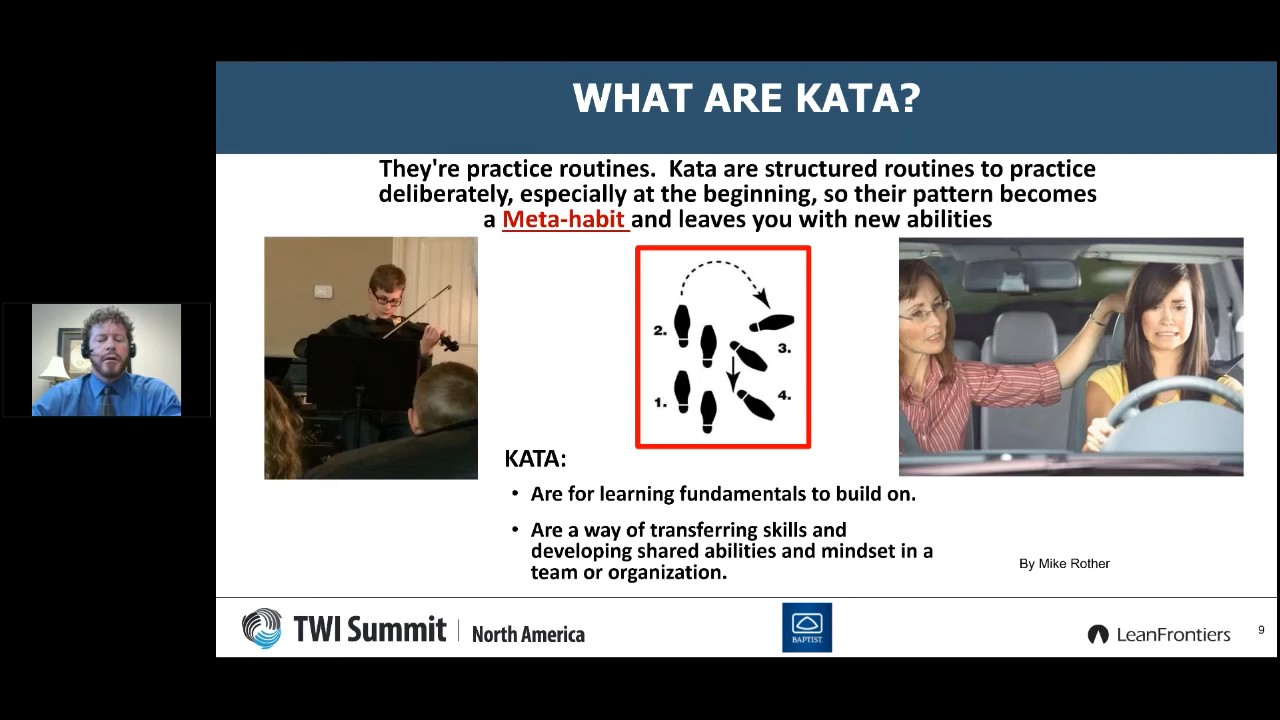 WHAT ARE KATA?
They're practice routines.  Kata are structured routines to practice
deliberately, especially at the beginning, so their pattern becomes
a Meta-habit and leaves you with new abilities
2.
3.
1.
4.
KATA:
• Are for learning fundamentals to build on.
• Are a way of transferring skills and
developing shared abilities and mindset in a
team or organization.
By Mike Rother
TWI Summit | North America
BAPTIST
LeanFrontiers
9